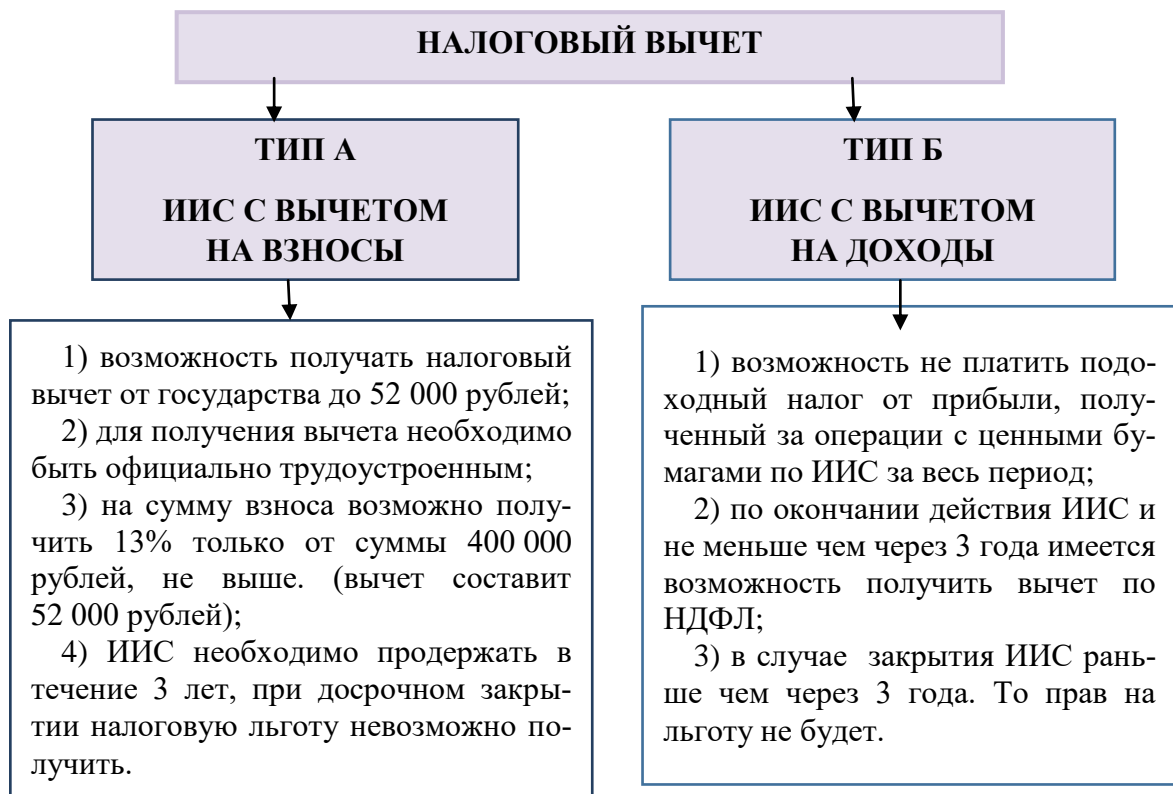 НАЛОГОВЫЙ ВЫЧЕТ
ТИП А
ИИС С ВЫЧЕТОМ
НА ВЗНОСЫ
1) возможность получать налоговый
вычет от государства до 52 000 рублей;
2) для получения вычета необходимо
быть официально трудоустроенным;
3) на сумму взноса возможно полу-
чить 13% только от суммы 400 000
рублей, не выше. (вычет составит
52 000 рублей);
4) ИИС необходимо продержать в
течение 3 лет, при досрочном закры-
тии налоговую льготу невозможно по-
лучить.
ТИП Б
ИИС С ВЫЧЕТОМ
НА ДОХОДЫ
1) возможность не платить подо-
ходный налог от прибыли, полу-
ченный за операции с ценными бу-
магами по ИИС за весь период;
2) по окончании действия ИИС и
не меньше чем через 3 года имеется
возможность получить вычет по
НДФЛ;
3) в случае закрытия ИИС рань-
ше чем через 3 года. То прав на
льготу не будет.